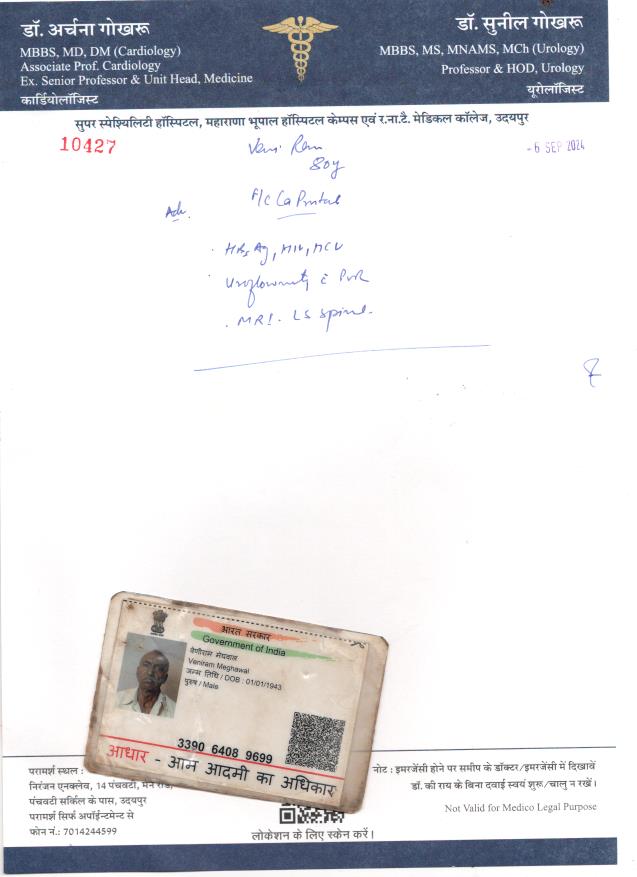 डॉ. अर्चना गोखरू
MBBS, MD, DM (Cardiology)
Associate Prof. Cardiology
Ex. Senior Professor & Unit Head, Medicine
कार्डियोलॉजिस्ट
डॉ. सुनील गोखरू
MBBS, MS, MNAMS, MCh (Urology)
Professor & HOD, Urology
यूरोलॉजिस्ट
सुपर स्पेश्यिलिटी हॉस्पिटल, महाराणा भूपाल हॉस्पिटल केम्पस एवं र.ना.टै. मेडिकल कॉलेज, उदयपुर
10427
Veni Ram
- 6 SEP 2024
80y
Adv.
HBsAg, HIV, HCV
Uroflowmetry c PVR
MRI - LS Spine
भारत सरकार
Government of India
वेणीराम मेघवाल
Veniram Meghawal
जन्म तिथि / DOB : 01/01/1943
पुरुष / Male
3390 6408 9699
आधार - आम आदमी का अधिकार
परामर्श स्थल :
निरंजन एनक्लेव, 14 पंचवटी, मेन रोड,
पंचवटी सर्किल के पास, उदयपुर
परामर्श सिर्फ अपॉईन्टमेन्ट से
फोन नं.: 7014244599
नोट : इमरजेंसी होने पर समीप के डॉक्टर/इमरजेंसी में दिखावें
डॉ. की राय के बिना दवाई स्वयं शुरू/चालु न रखें।
Not Valid for Medico Legal Purpose
लोकेशन के लिए स्केन करें।